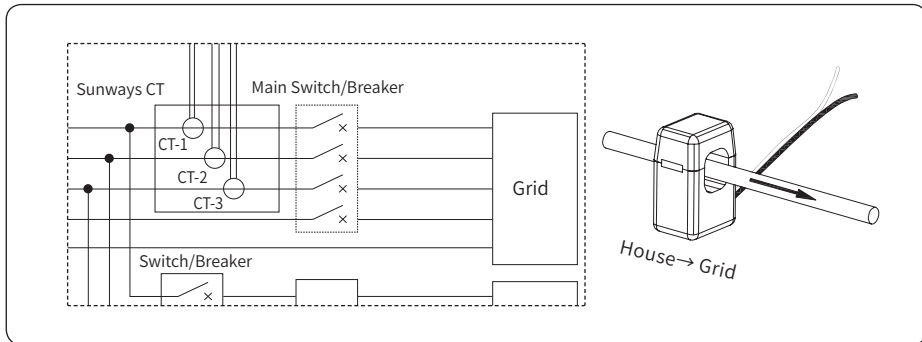 Sunways CT
Main Switch/Breaker
CT-1
CT-2
CT-3
Grid
Switch/Breaker
House→ Grid